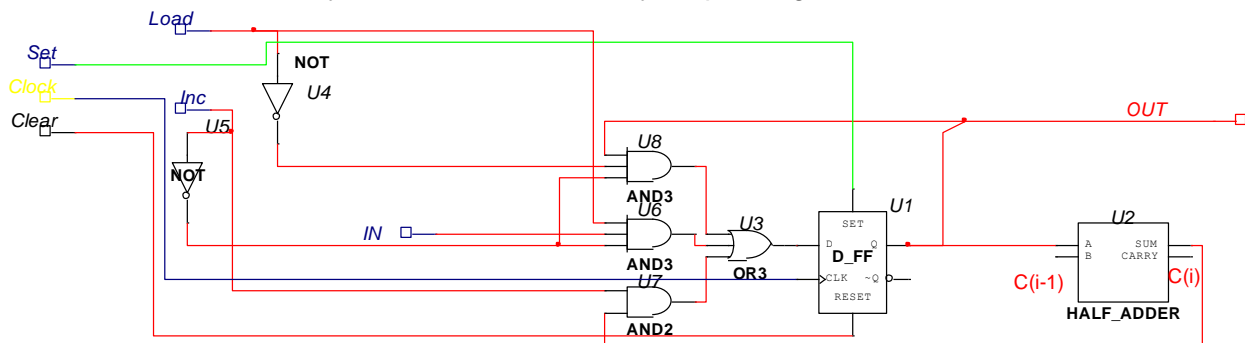 Load
Set
NOT
U4
Clock
Inc
Clear
U5
NOT
U8
AND3
U6
IN
AND3
U3
OR3
U7
AND2
U1
SET
D Q
D_FF
CLK ~Q
RESET
OUT
U2
A SUM
B CARRY
C(i-1)
C(i)
HALF_ADDER